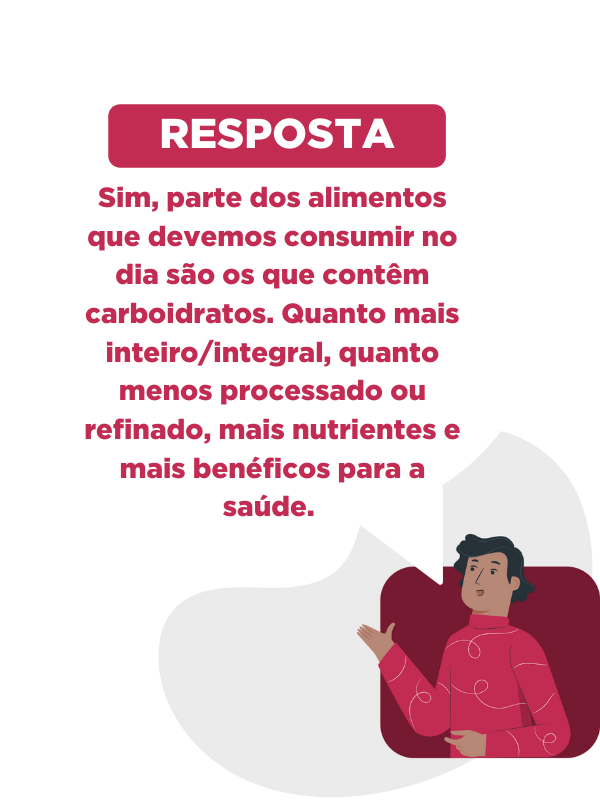 RESPOSTA
Sim, parte dos alimentos
que devemos consumir no
dia são os que contêm
carboidratos. Quanto mais
inteiro/integral, quanto
menos processado ou
refinado, mais nutrientes e
mais benéficos para a
saúde.